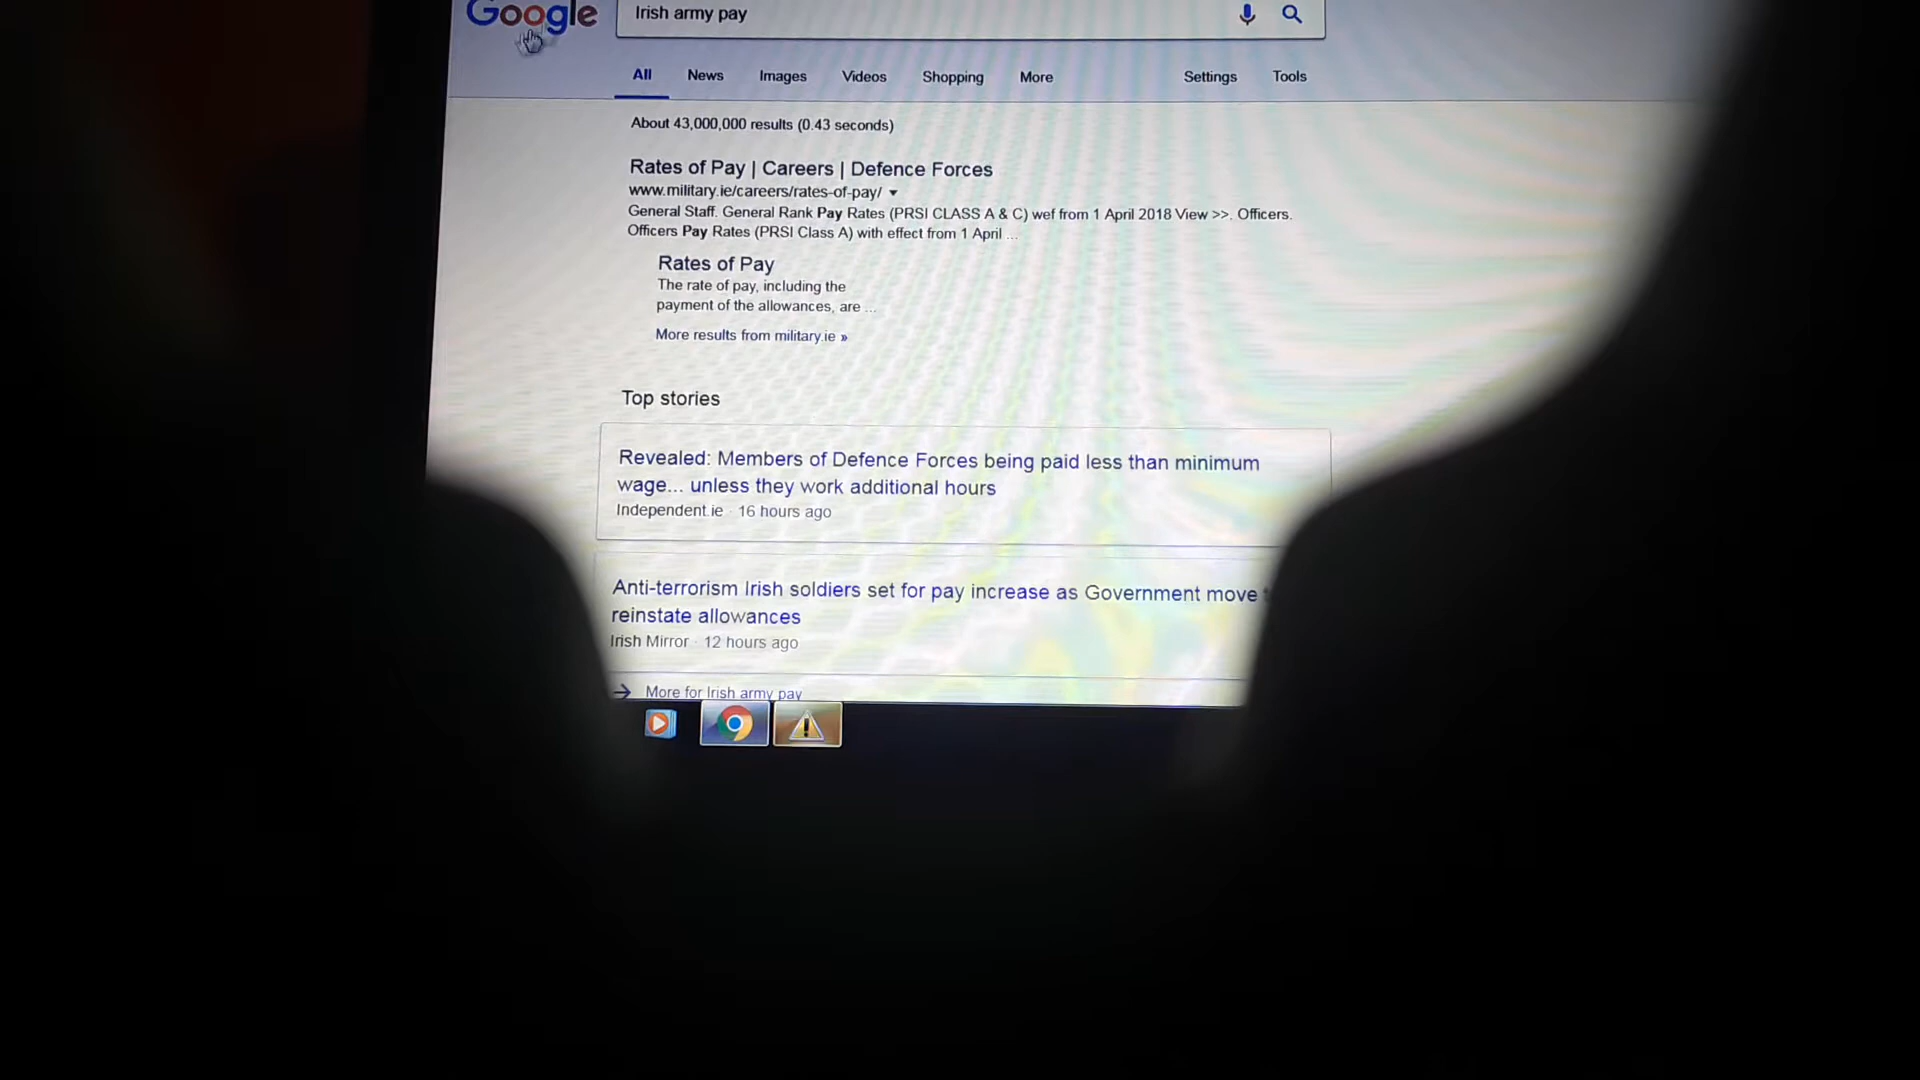 Google
Irish army pay
All News Images Videos Shopping More Settings Tools
About 43,000,000 results (0.43 seconds)
Rates of Pay | Careers | Defence Forces
www.military.ie/careers/rates-of-pay/
General Staff. General Rank Pay Rates (PRSI CLASS A & C) wef from 1 April 2018 View >>. Officers.
Officers Pay Rates (PRSI Class A) with effect from 1 April ...
Rates of Pay
The rate of pay, including the
payment of the allowances, are ...
More results from military.ie »
Top stories
Revealed: Members of Defence Forces being paid less than minimum
wage... unless they work additional hours
Independent.ie · 16 hours ago
Anti-terrorism Irish soldiers set for pay increase as Government move
reinstate allowances
Irish Mirror · 12 hours ago
More for Irish army pay